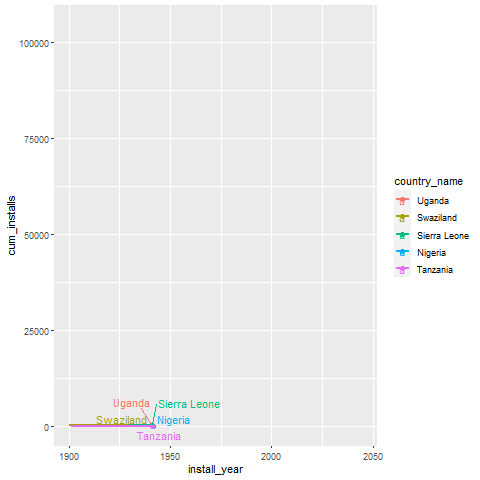 cum_installs
100000
75000
50000
25000
0
Uganda
Sierra Leone
Swaziland
Nigeria
Tanzania
1900
1950
2000
2050
install_year
country_name
Uganda
Swaziland
Sierra Leone
Nigeria
Tanzania